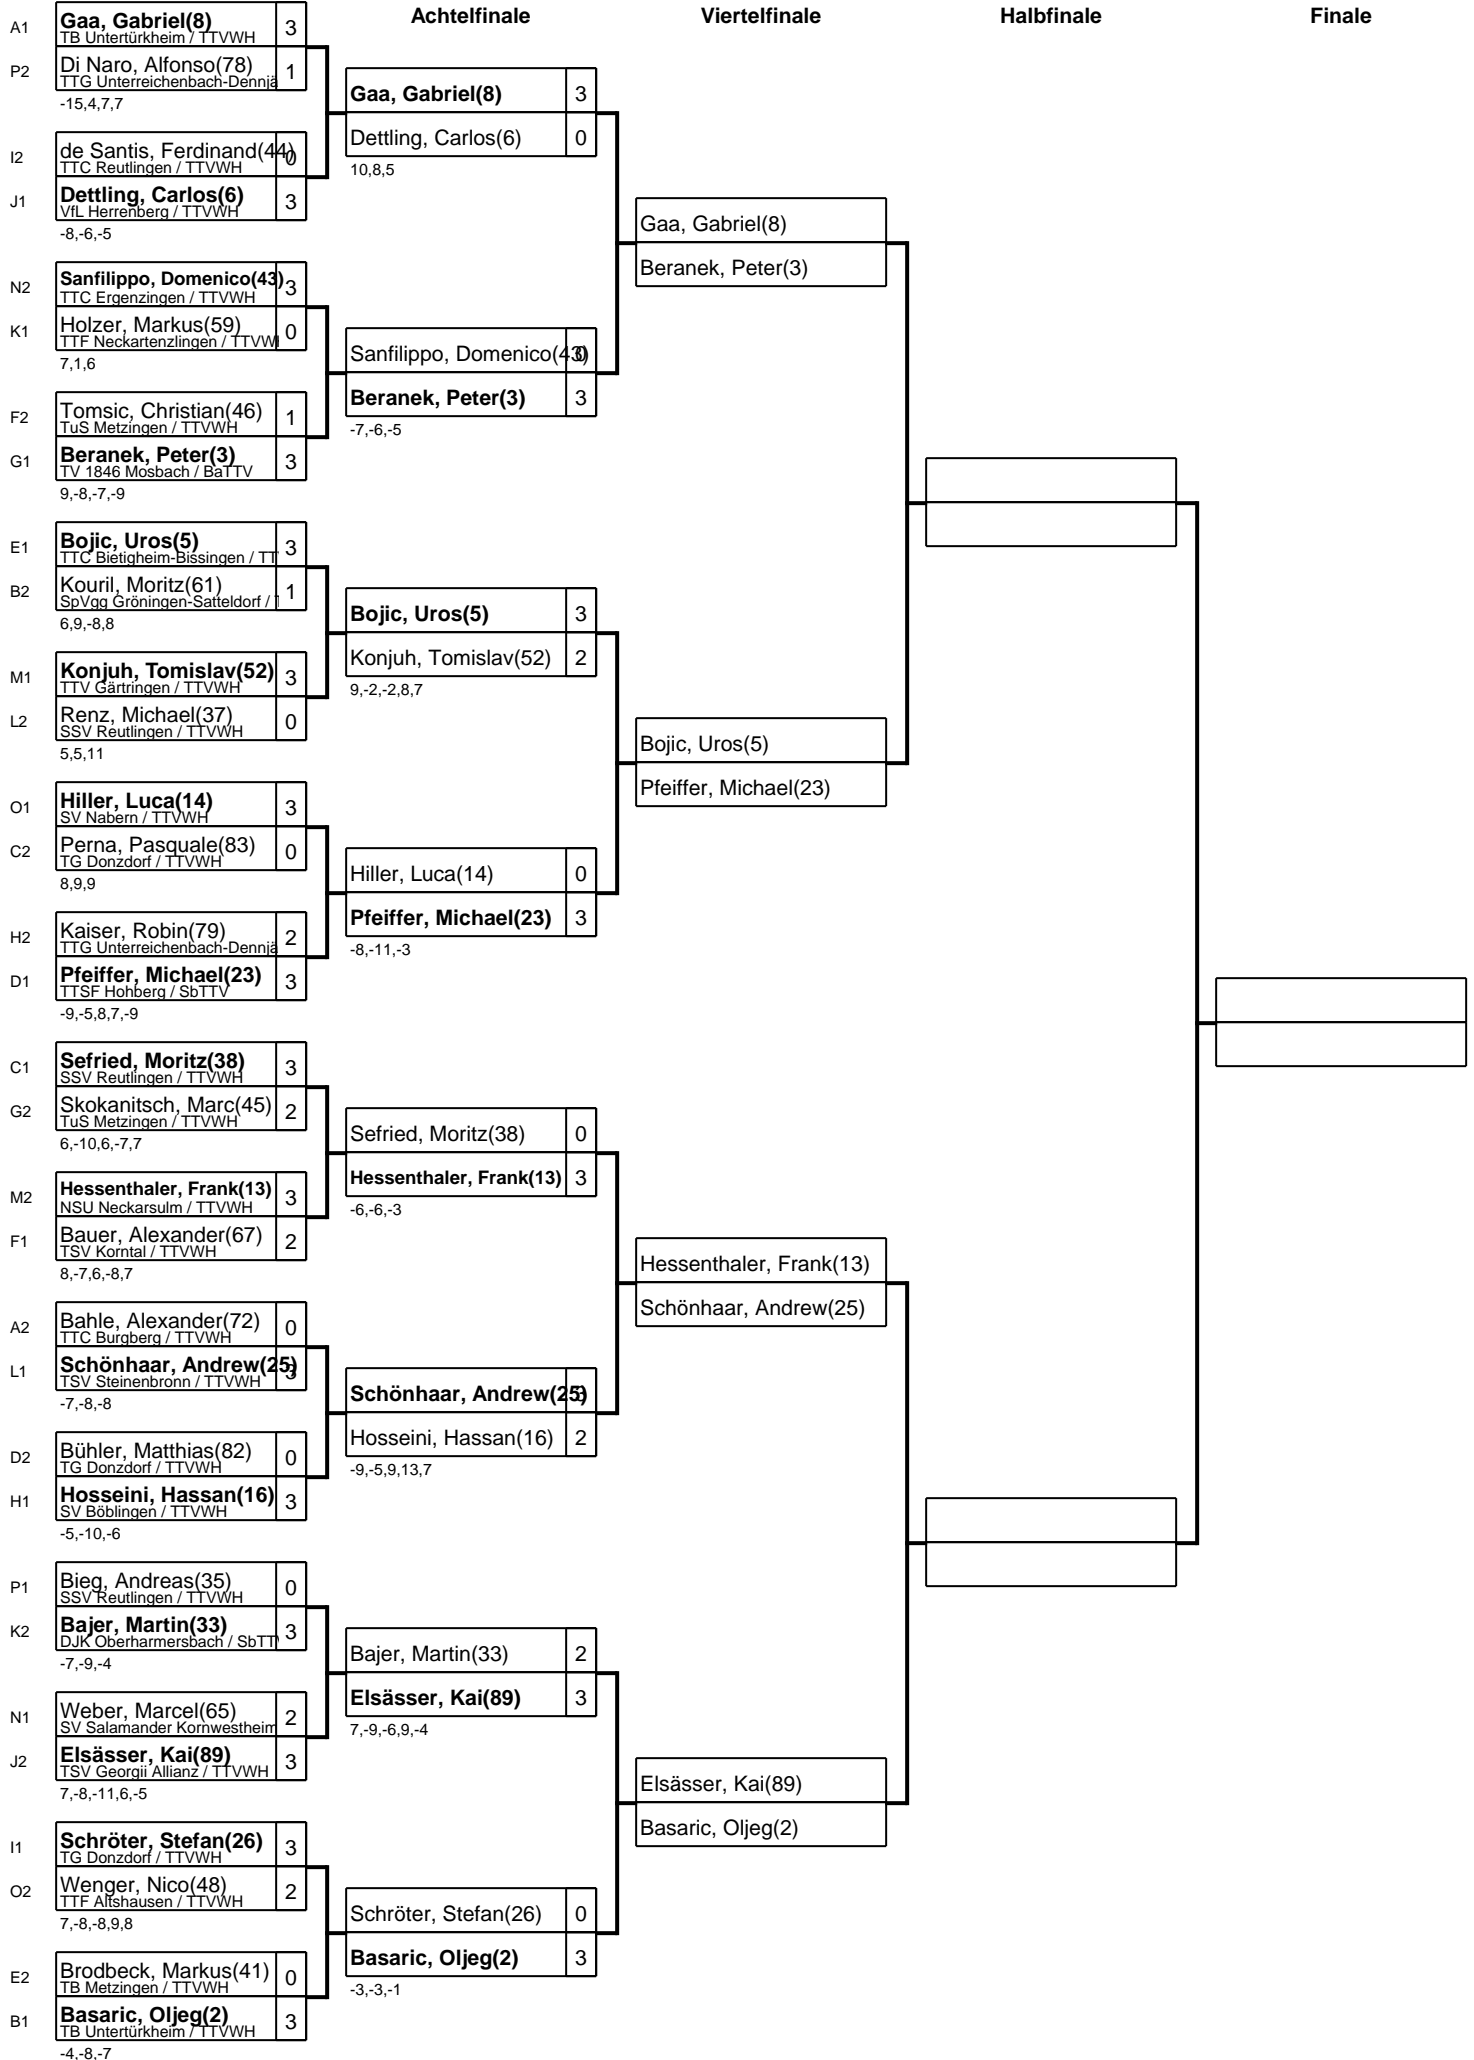 Achtelfinale
Viertelfinale
Halbfinale
Finale
A1
Gaa, Gabriel(8)
3
TB Untertürkheim / TTVWH
P2
Di Naro, Alfonso(78)
1
TTG Unterreichenbach-Dennjä
-15,4,7,7
I2
de Santis, Ferdinand(44)
0
TTC Reutlingen / TTVWH
J1
Dettling, Carlos(6)
3
VfL Herrenberg / TTVWH
-8,-6,-5
N2
Sanfilippo, Domenico(43)
3
TTC Ergenzingen / TTVWH
K1
Holzer, Markus(59)
0
TTF Neckartenzlingen / TTVW
7,1,6
F2
Tomsic, Christian(46)
1
TuS Metzingen / TTVWH
G1
Beranek, Peter(3)
3
TV 1846 Mosbach / BaTTV
9,-8,-7,-9
E1
Bojic, Uros(5)
3
TTC Bietigheim-Bissingen / TT
B2
Kouril, Moritz(61)
1
SpVgg Gröningen-Satteldorf /
6,9,-8,8
M1
Konjuh, Tomislav(52)
3
TTV Gärtringen / TTVWH
L2
Renz, Michael(37)
0
SSV Reutlingen / TTVWH
5,5,11
O1
Hiller, Luca(14)
3
SV Nabern / TTVWH
C2
Perna, Pasquale(83)
0
TG Donzdorf / TTVWH
8,9,9
H2
Kaiser, Robin(79)
2
TTG Unterreichenbach-Dennjä
D1
Pfeiffer, Michael(23)
3
TTSF Hohberg / SbTTV
-9,-5,8,7,-9
C1
Sefried, Moritz(38)
3
SSV Reutlingen / TTVWH
G2
Skokanitsch, Marc(45)
2
TuS Metzingen / TTVWH
6,-10,6,-7,7
M2
Hessenthaler, Frank(13)
3
NSU Neckarsulm / TTVWH
F1
Bauer, Alexander(67)
2
TSV Korntal / TTVWH
8,-7,6,-8,7
A2
Bahle, Alexander(72)
0
TTC Burgberg / TTVWH
L1
Schönhaar, Andrew(25)
3
TSV Steinenbronn / TTVWH
-7,-8,-8
D2
Bühler, Matthias(82)
0
TG Donzdorf / TTVWH
H1
Hosseini, Hassan(16)
3
SV Böblingen / TTVWH
-5,-10,-6
P1
Bieg, Andreas(35)
0
SSV Reutlingen / TTVWH
K2
Bajer, Martin(33)
3
DJK Oberharmersbach / SbTT
-7,-9,-4
N1
Weber, Marcel(65)
2
SV Salamander Kornwestheim
J2
Elsässer, Kai(89)
3
TSV Georgii Allianz / TTVWH
7,-8,-11,6,-5
I1
Schröter, Stefan(26)
3
TG Donzdorf / TTVWH
O2
Wenger, Nico(48)
2
TTF Altshausen / TTVWH
7,-8,-8,9,8
E2
Brodbeck, Markus(41)
0
TB Metzingen / TTVWH
B1
Basaric, Oljeg(2)
3
TB Untertürkheim / TTVWH
-4,-8,-7
Gaa, Gabriel(8)
3
Dettling, Carlos(6)
0
10,8,5
Sanfilippo, Domenico(43)
0
Beranek, Peter(3)
3
-7,-6,-5
Bojic, Uros(5)
3
Konjuh, Tomislav(52)
2
9,-2,-2,8,7
Hiller, Luca(14)
0
Pfeiffer, Michael(23)
3
-8,-11,-3
Sefried, Moritz(38)
0
Hessenthaler, Frank(13)
3
-6,-6,-3
Schönhaar, Andrew(25)
3
Hosseini, Hassan(16)
2
-9,-5,9,13,7
Bajer, Martin(33)
2
Elsässer, Kai(89)
3
7,-9,-6,9,-4
Schröter, Stefan(26)
0
Basaric, Oljeg(2)
3
-3,-3,-1
Gaa, Gabriel(8)
Beranek, Peter(3)
Bojic, Uros(5)
Pfeiffer, Michael(23)
Hessenthaler, Frank(13)
Schönhaar, Andrew(25)
Elsässer, Kai(89)
Basaric, Oljeg(2)